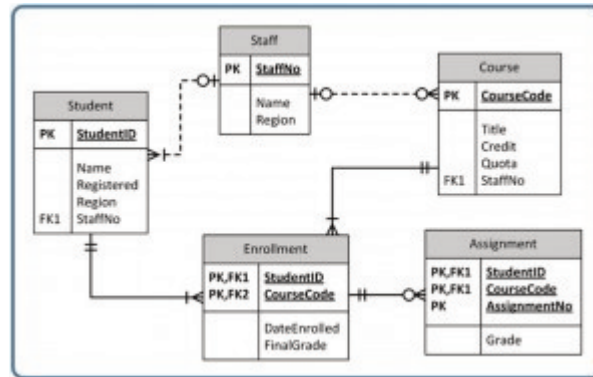 Staff
PK StaffNo
Name
Region
Student
PK StudentID
Name
Registered
Region
FK1 StaffNo
Course
PK CourseCode
Title
Credit
Quota
FK1 StaffNo
Enrollment
PK,FK1 StudentID
PK,FK2 CourseCode
DateEnrolled
FinalGrade
Assignment
PK,FK1 StudentID
PK,FK1 CourseCode
PK AssignmentNo
Grade